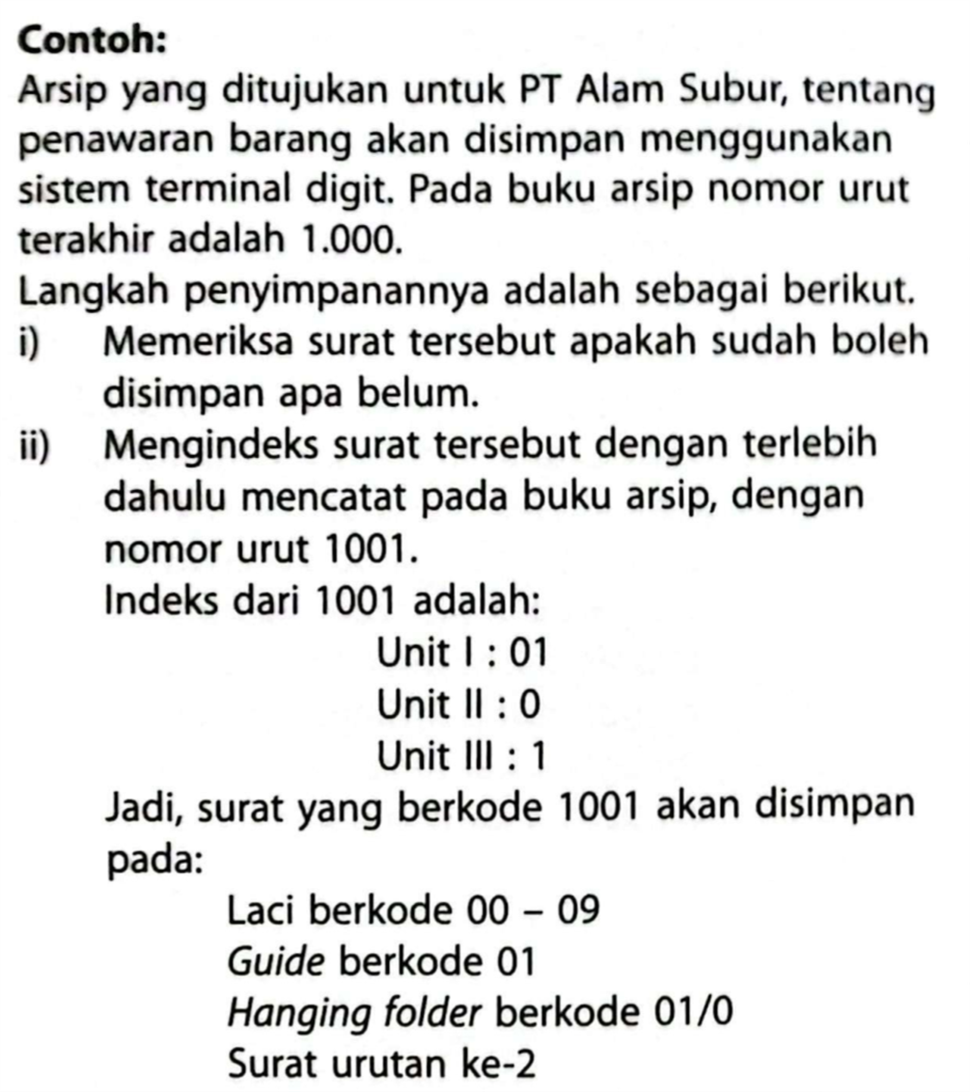 Contoh:
Arsip yang ditujukan untuk PT Alam Subur, tentang
penawaran barang akan disimpan menggunakan
sistem terminal digit. Pada buku arsip nomor urut
terakhir adalah 1.000.
Langkah penyimpanannya adalah sebagai berikut.
i) Memeriksa surat tersebut apakah sudah boleh
disimpan apa belum.
ii) Mengindeks surat tersebut dengan terlebih
dahulu mencatat pada buku arsip, dengan
nomor urut 1001.
Indeks dari 1001 adalah:
Unit I : 01
Unit II : 0
Unit III : 1
Jadi, surat yang berkode 1001 akan disimpan
pada:
Laci berkode 00 – 09
Guide berkode 01
Hanging folder berkode 01/0
Surat urutan ke-2